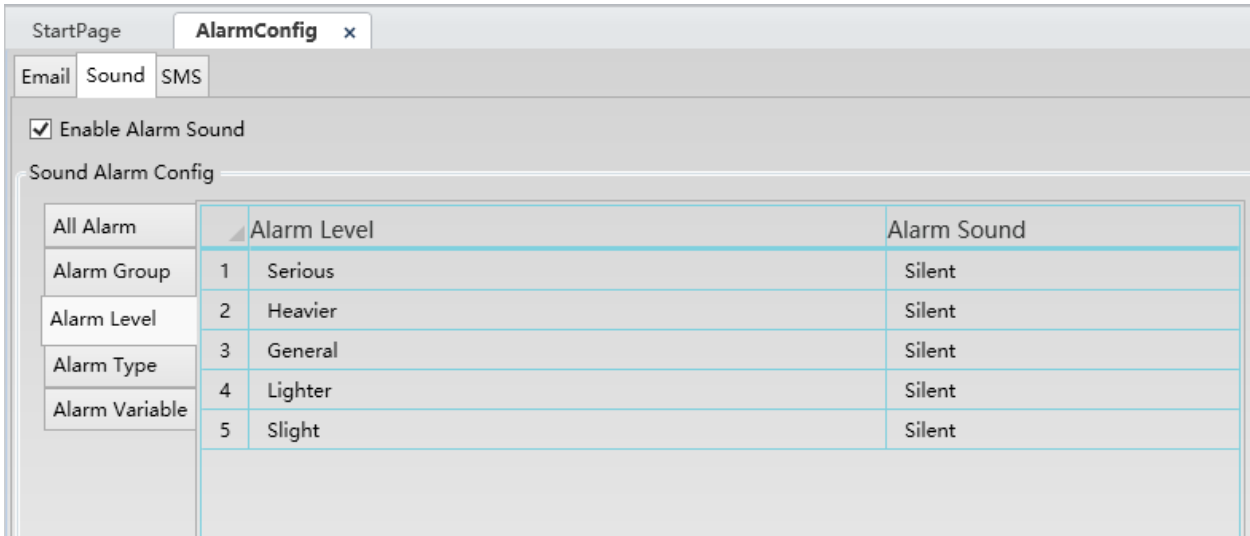 StartPage AlarmConfig x
Email Sound SMS
Enable Alarm Sound
Sound Alarm Config
All Alarm
Alarm Group
Alarm Level
Alarm Type
Alarm Variable
Alarm Level Alarm Sound
1 Serious Silent
2 Heavier Silent
3 General Silent
4 Lighter Silent
5 Slight Silent